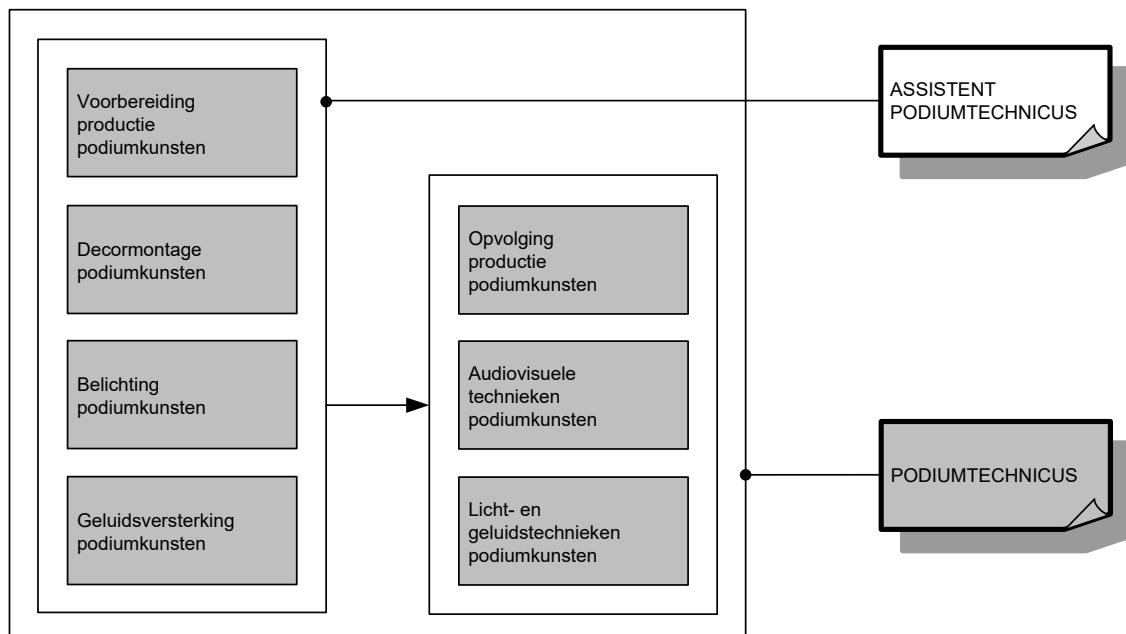 Voorbereiding
productie
podiumkunsten
Decormontage
podiumkunsten
Belichting
podiumkunsten
Geluidsversterking
podiumkunsten
Opvolging
productie
podiumkunsten
Audiovisuele
technieken
podiumkunsten
Licht- en
geluidstechnieken
podiumkunsten
ASSISTENT
PODIUMTECHNICUS
PODIUMTECHNICUS